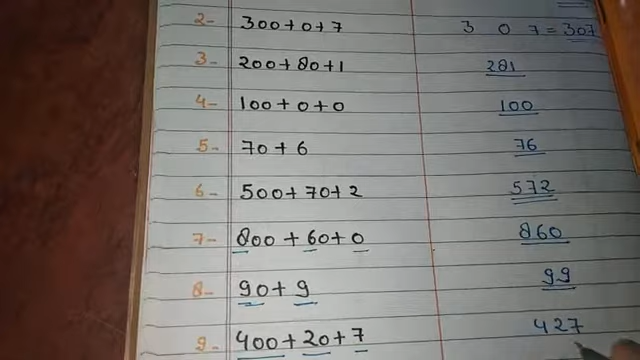 2- 300+0+7 3 0 7 = 307
3- 200+80+1 281
4- 100+0+0 100
5- 70+6 76
6- 500+70+2 572
7- 800+60+0 860
8- 90+9 99
9- 400+20+7 427